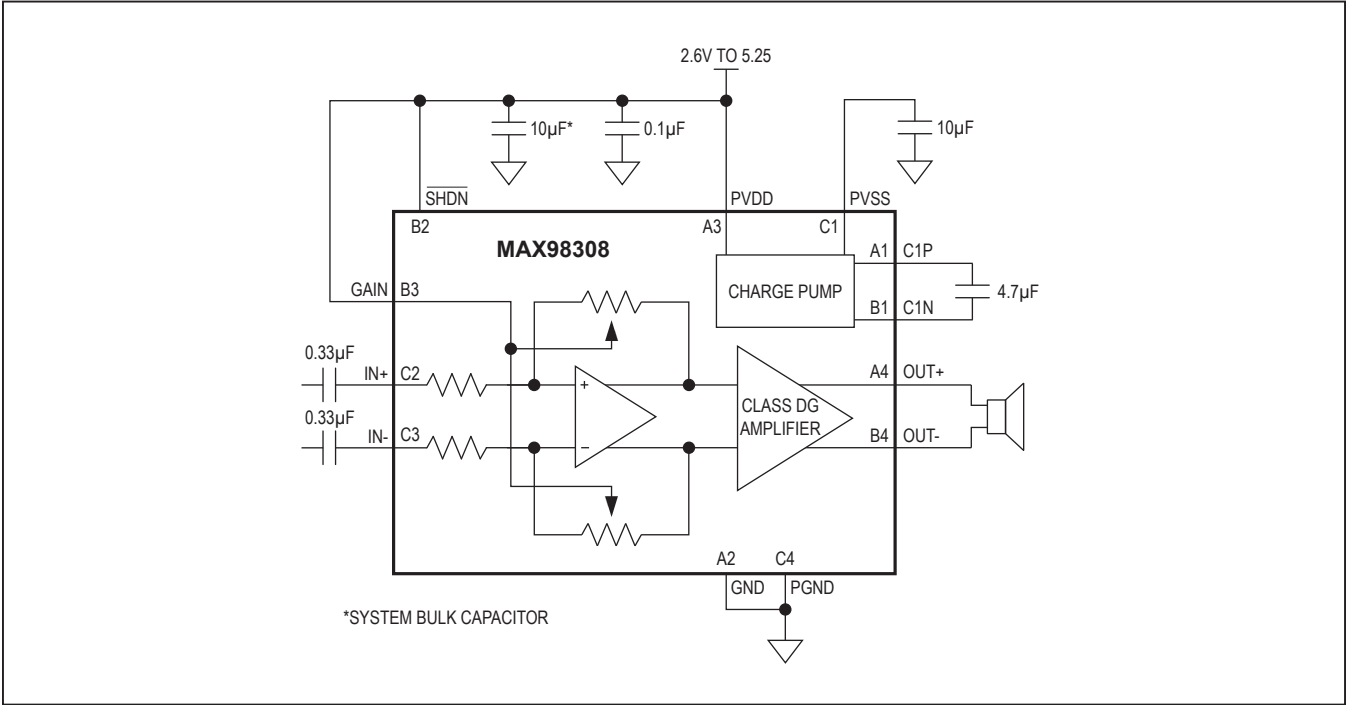 2.6V TO 5.25
10µF*
0.1µF
10µF
SHDN
PVDD
PVSS
B2
A3
C1
MAX98308
A1
C1P
CHARGE PUMP
4.7µF
GAIN
B3
B1
C1N
0.33µF
IN+
C2
+
A4
OUT+
0.33µF
CLASS DG
AMPLIFIER
IN-
C3
−
B4
OUT-
A2
C4
GND
PGND
*SYSTEM BULK CAPACITOR